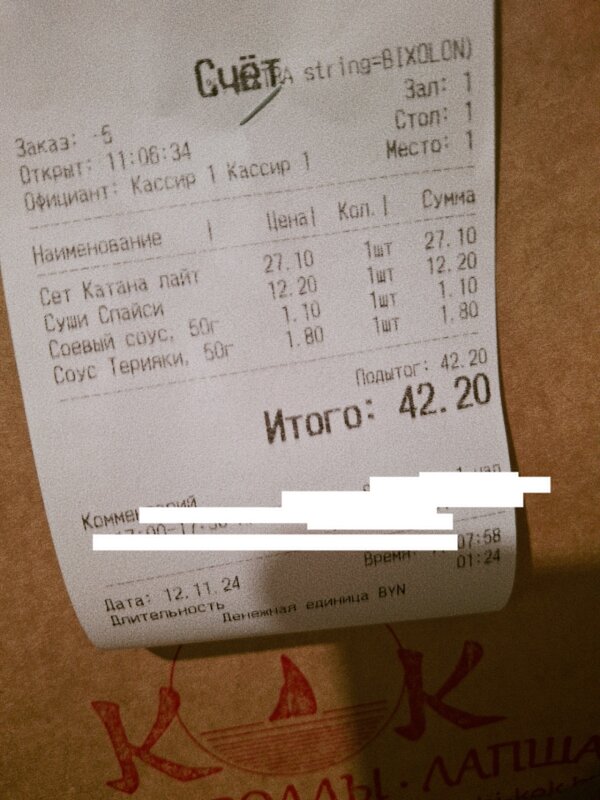 Счёт string=BIXOLON)
Зал: 1
Заказ: -5
Стол: 1
Открыт: 11:06:34
Место: 1
Официант: Кассир 1 Кассир 1
Наименование | Цена| Кол.| Сумма
Сет Катана лайт 27.10 1шт 27.10
Суши Спайси 12.20 1шт 12.20
Соевый соус, 50г 1.10 1шт 1.10
Соус Терияки, 50г 1.80 1шт 1.80
Подытог: 42.20
Итого: 42.20
Время: 07:58
Дата: 12.11.24
Длительность 01:24
Денежная единица BYN
КОК
ЛАПША